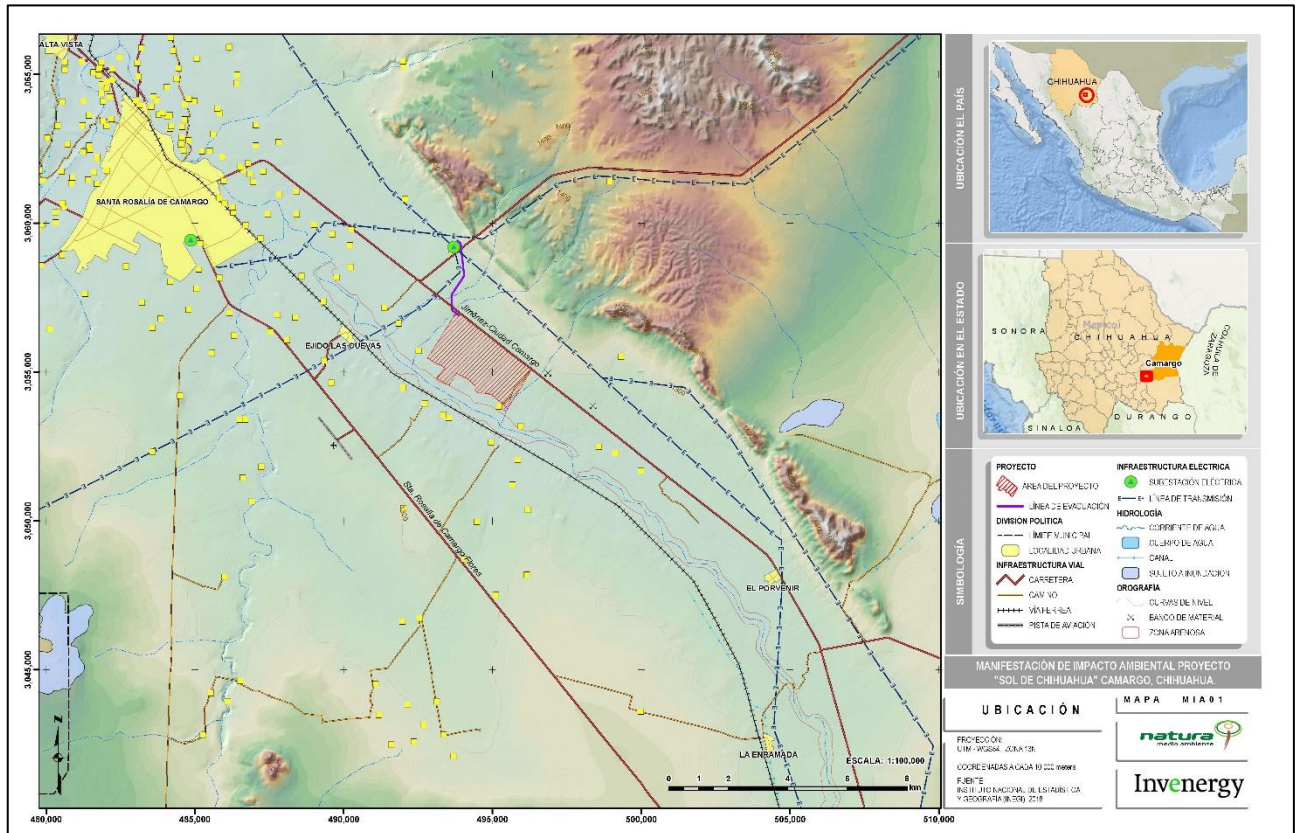 ALTA VISTA
SANTA ROSALÍA DE CAMARGO
EJIDO LAS CUEVAS
Jiménez-Ciudad Camargo
Sta. Rosalía de Camargo Flores
EL PORVENIR
LA ENRAMADA
ESCALA: 1:100,000
0 2 4 6 8
km
3,065,000
3,060,000
3,055,000
3,050,000
3,045,000
480,000 485,000 490,000 495,000 500,000 505,000 510,000
UBICACIÓN EL PAÍS
CHIHUAHUA
UBICACIÓN EN EL ESTADO
SONORA
CHIHUAHUA
Camargo
COAHUILA DE
ZARAGOZA
SINALOA
DURANGO
SIMBOLOGÍA
PROYECTO
ÁREA DEL PROYECTO
LÍNEA DE EVACUACIÓN
DIVISIÓN POLÍTICA
LÍMITE MUNICIPAL
LOCALIDAD URBANA
INFRAESTRUCTURA VIAL
CARRETERA
CAMINO
VÍA FÉRREA
PISTA DE AVIACIÓN
INFRAESTRUCTURA ELÉCTRICA
SUBESTACIÓN ELÉCTRICA
LÍNEA DE TRANSMISIÓN
HIDROLOGÍA
CORRIENTE DE AGUA
CUERPO DE AGUA
CANAL
SUJETO A INUNDACIÓN
OROGRAFÍA
CURVAS DE NIVEL
BANCO DE MATERIAL
ZONA ARENOSA
MANIFESTACIÓN DE IMPACTO AMBIENTAL PROYECTO
"SOL DE CHIHUAHUA" CAMARGO, CHIHUAHUA.
UBICACIÓN
PROYECCIÓN:
UTM - WGS84, ZONA 13N
COORDENADAS A CADA 10 000 metros
FUENTE:
INSTITUTO NACIONAL DE ESTADÍSTICA
Y GEOGRAFÍA (INEGI), 2018
MAPA MIA01
natura
medio ambiente
Invenergy